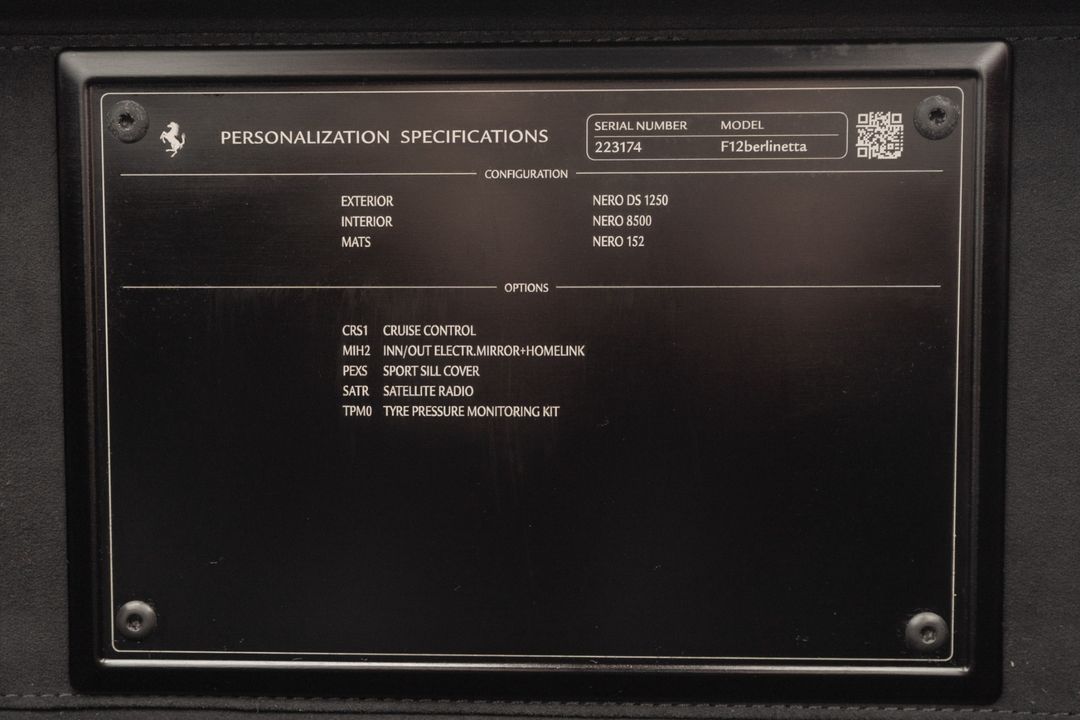 PERSONALIZATION SPECIFICATIONS
SERIAL NUMBER MODEL
223174 F12berlinetta
CONFIGURATION
EXTERIOR NERO DS 1250
INTERIOR NERO 8500
MATS NERO 152
OPTIONS
CRS1 CRUISE CONTROL
MIH2 INN/OUT ELECTR.MIRROR+HOMELINK
PEXS SPORT SILL COVER
SATR SATELLITE RADIO
TPM0 TYRE PRESSURE MONITORING KIT